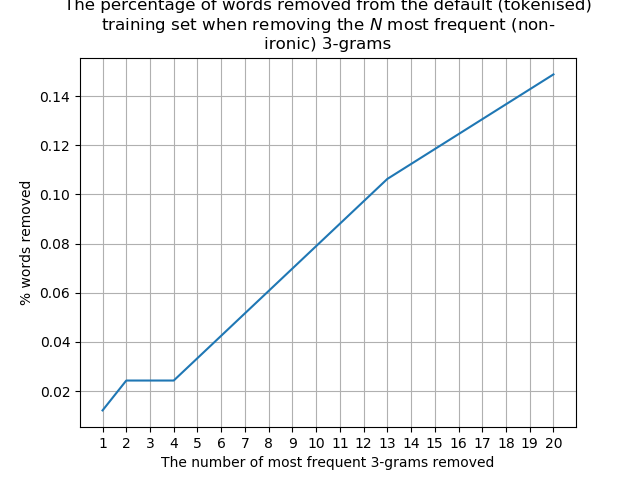 The percentage of words removed from the default (tokenised)
training set when removing the N most frequent (non-
ironic) 3-grams
0.14
0.12
0.10
0.08
0.06
0.04
0.02
% words removed
1 2 3 4 5 6 7 8 9 10 11 12 13 14 15 16 17 18 19 20
The number of most frequent 3-grams removed